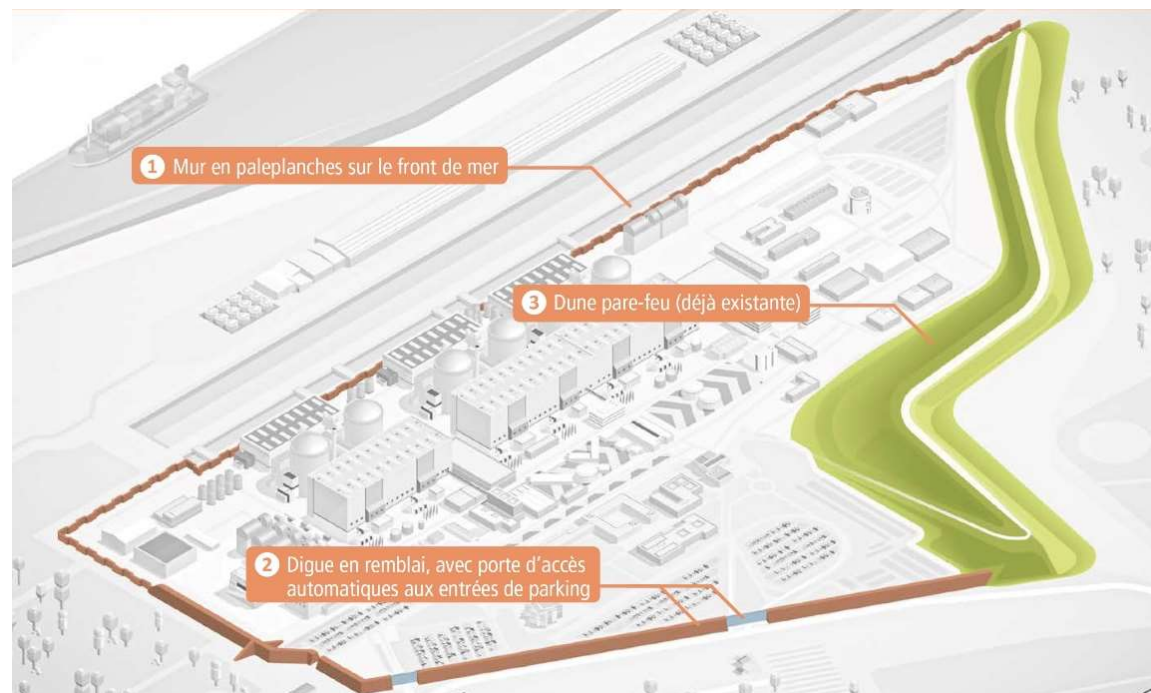 1 Mur en paleplanches sur le front de mer
3 Dune pare-feu (déjà existante)
2 Digue en remblai, avec porte d'accès
automatiques aux entrées de parking